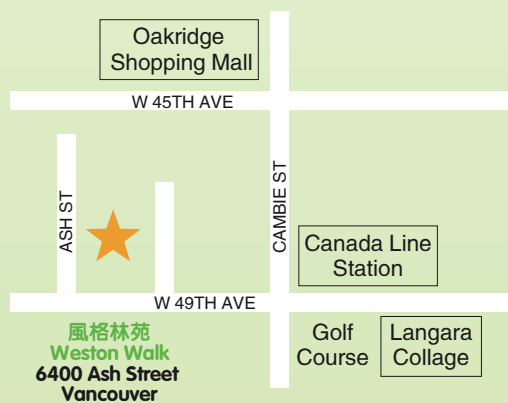 Oakridge
Shopping Mall
W 45TH AVE
ASH ST
CAMBIE ST
Canada Line
Station
W 49TH AVE
風格林苑
Weston Walk
6400 Ash Street
Vancouver
Golf
Course
Langara
Collage